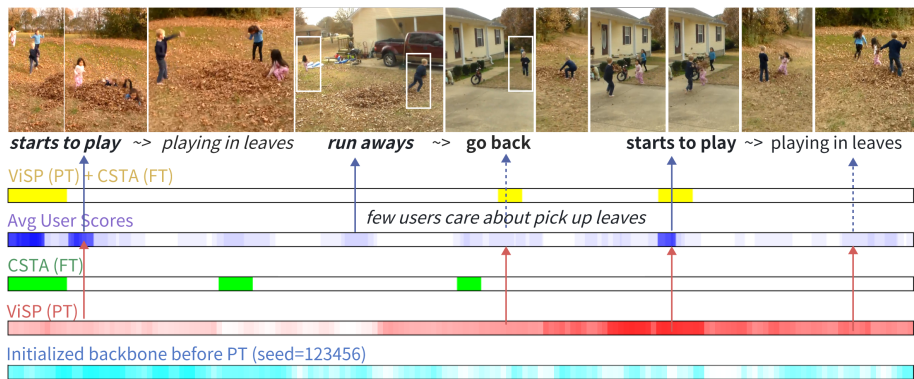 starts to play ~> playing in leaves run aways ~> go back starts to play ~> playing in leaves
ViSP (PT) + CSTA (FT)
few users care about pick up leaves
Avg User Scores
CSTA (FT)
ViSP (PT)
Initialized backbone before PT (seed=123456)